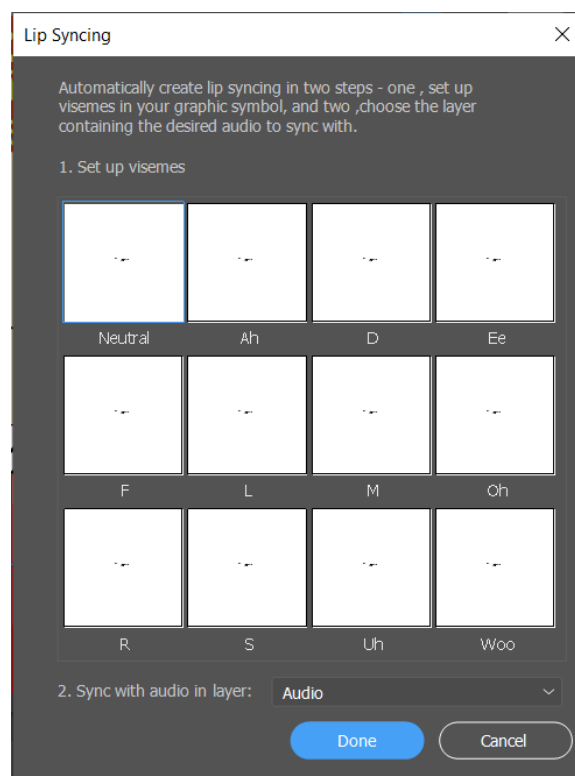 Lip Syncing
Automatically create lip syncing in two steps - one , set up
visemes in your graphic symbol, and two ,choose the layer
containing the desired audio to sync with.
1. Set up visemes
Neutral Ah D Ee
F L M Oh
R S Uh Woo
2. Sync with audio in layer: Audio
Done Cancel